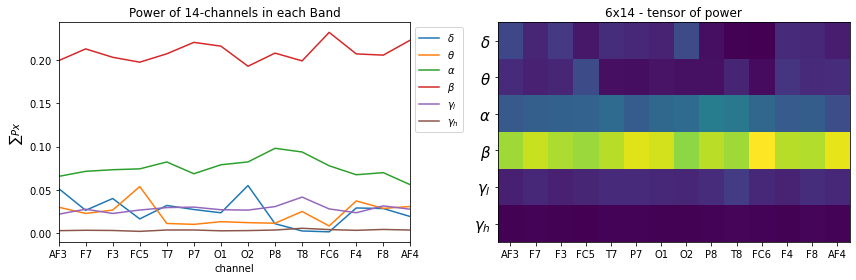 Power of 14-channels in each Band
∑Px
0.20
0.15
0.10
0.05
0.00
AF3 F7 F3 FC5 T7 P7 O1 O2 P8 T8 FC6 F4 F8 AF4
channel
δ
θ
α
β
γl
γh
6x14 - tensor of power
δ
θ
α
β
γl
γh
AF3 F7 F3 FC5 T7 P7 O1 O2 P8 T8 FC6 F4 F8 AF4